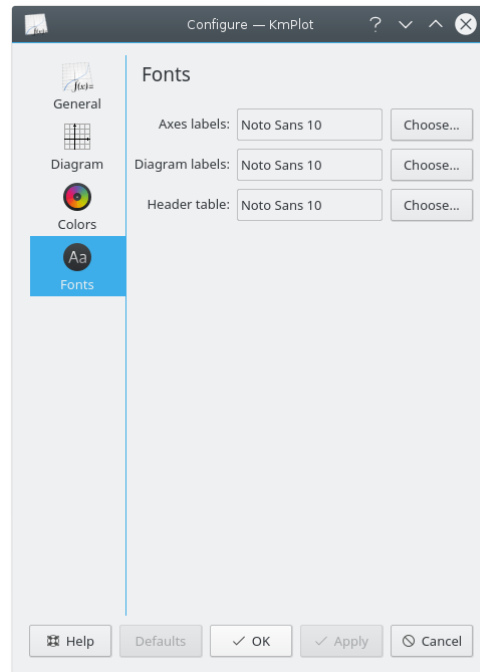 Configure — KmPlot
General
Diagram
Colors
Aa
Fonts
Fonts
Axes labels: Noto Sans 10 Choose...
Diagram labels: Noto Sans 10 Choose...
Header table: Noto Sans 10 Choose...
Help Defaults OK Apply Cancel